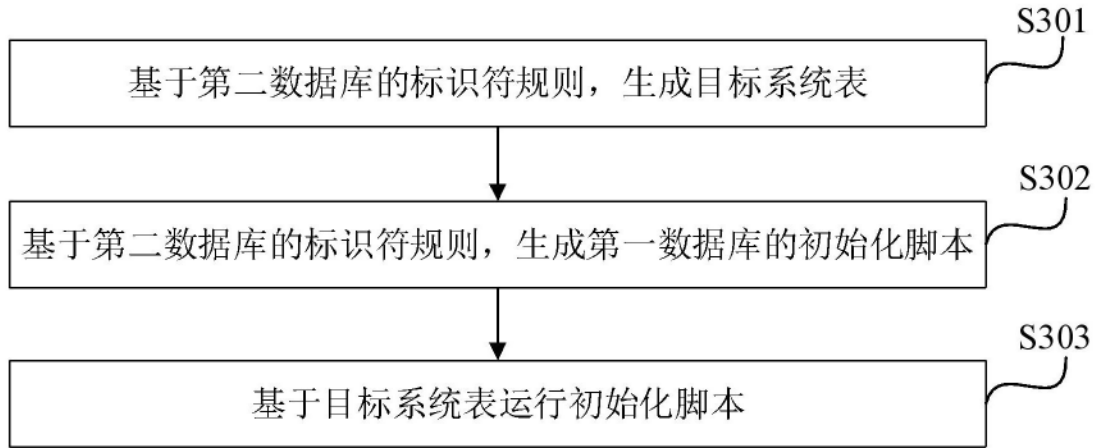 S301
基于第二数据库的标识符规则，生成目标系统表
S302
基于第二数据库的标识符规则，生成第一数据库的初始化脚本
S303
基于目标系统表运行初始化脚本